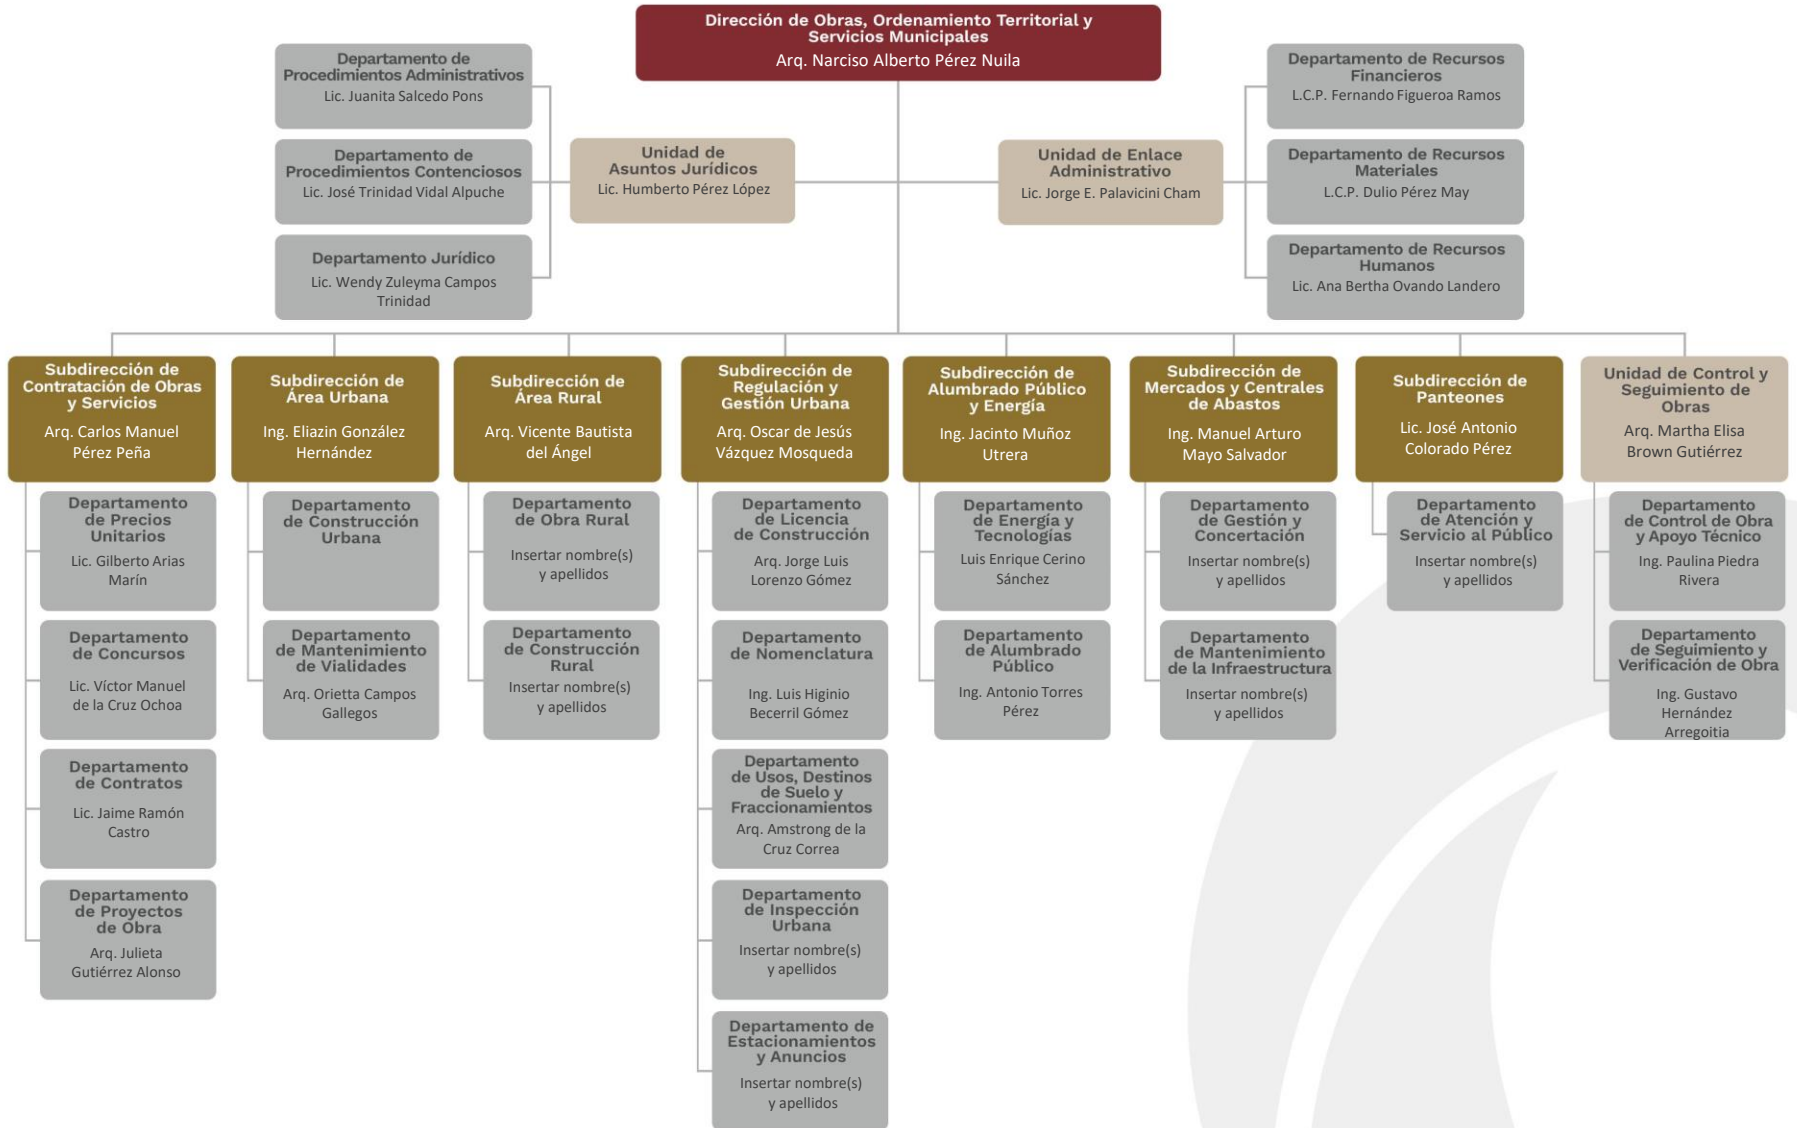 Dirección de Obras, Ordenamiento Territorial y
Servicios Municipales
Arq. Narciso Alberto Pérez Nuila
Departamento de
Procedimientos Administrativos
Lic. Juanita Salcedo Pons
Departamento de
Procedimientos Contenciosos
Lic. José Trinidad Vidal Alpuche
Departamento Jurídico
Lic. Wendy Zuleyma Campos
Trinidad
Unidad de
Asuntos Jurídicos
Lic. Humberto Pérez López
Unidad de Enlace
Administrativo
Lic. Jorge E. Palavicini Cham
Departamento de Recursos
Financieros
L.C.P. Fernando Figueroa Ramos
Departamento de Recursos
Materiales
L.C.P. Dulio Pérez May
Departamento de Recursos
Humanos
Lic. Ana Bertha Ovando Landero
Subdirección de
Contratación de Obras
y Servicios
Arq. Carlos Manuel
Pérez Peña
Departamento
de Precios
Unitarios
Lic. Gilberto Arias
Marín
Departamento
de Concursos
Lic. Víctor Manuel
de la Cruz Ochoa
Departamento
de Contratos
Lic. Jaime Ramón
Castro
Departamento
de Proyectos
de Obra
Arq. Julieta
Gutiérrez Alonso
Subdirección de
Área Urbana
Ing. Eliazin González
Hernández
Departamento
de Construcción
Urbana
Departamento
de Mantenimiento
de Vialidades
Arq. Orietta Campos
Gallegos
Subdirección de
Área Rural
Arq. Vicente Bautista
del Ángel
Departamento
de Obra Rural
Insertar nombre(s)
y apellidos
Departamento
de Construcción
Rural
Insertar nombre(s)
y apellidos
Subdirección de
Regulación y
Gestión Urbana
Arq. Oscar de Jesús
Vázquez Mosqueda
Departamento
de Licencia
de Construcción
Arq. Jorge Luis
Lorenzo Gómez
Departamento
de Nomenclatura
Ing. Luis Higinio
Becerril Gómez
Departamento
de Usos, Destinos
de Suelo y
Fraccionamientos
Arq. Amstrong de la
Cruz Correa
Departamento
de Inspección
Urbana
Insertar nombre(s)
y apellidos
Departamento de
Estacionamientos
y Anuncios
Insertar nombre(s)
y apellidos
Subdirección de
Alumbrado Público
y Energía
Ing. Jacinto Muñoz
Utrera
Departamento
de Energía y
Tecnologías
Luis Enrique Cerino
Sánchez
Departamento
de Alumbrado
Público
Ing. Antonio Torres
Pérez
Subdirección de
Mercados y Centrales
de Abastos
Ing. Manuel Arturo
Mayo Salvador
Departamento
de Gestión y
Concertación
Insertar nombre(s)
y apellidos
Departamento
de Mantenimiento
de la Infraestructura
Insertar nombre(s)
y apellidos
Subdirección de
Panteones
Lic. José Antonio
Colorado Pérez
Departamento
de Atención y
Servicio al Público
Insertar nombre(s)
y apellidos
Unidad de Control y
Seguimiento de
Obras
Arq. Martha Elisa
Brown Gutiérrez
Departamento
de Control de Obra
y Apoyo Técnico
Ing. Paulina Piedra
Rivera
Departamento
de Seguimiento y
Verificación de Obra
Ing. Gustavo
Hernández
Arregoitia